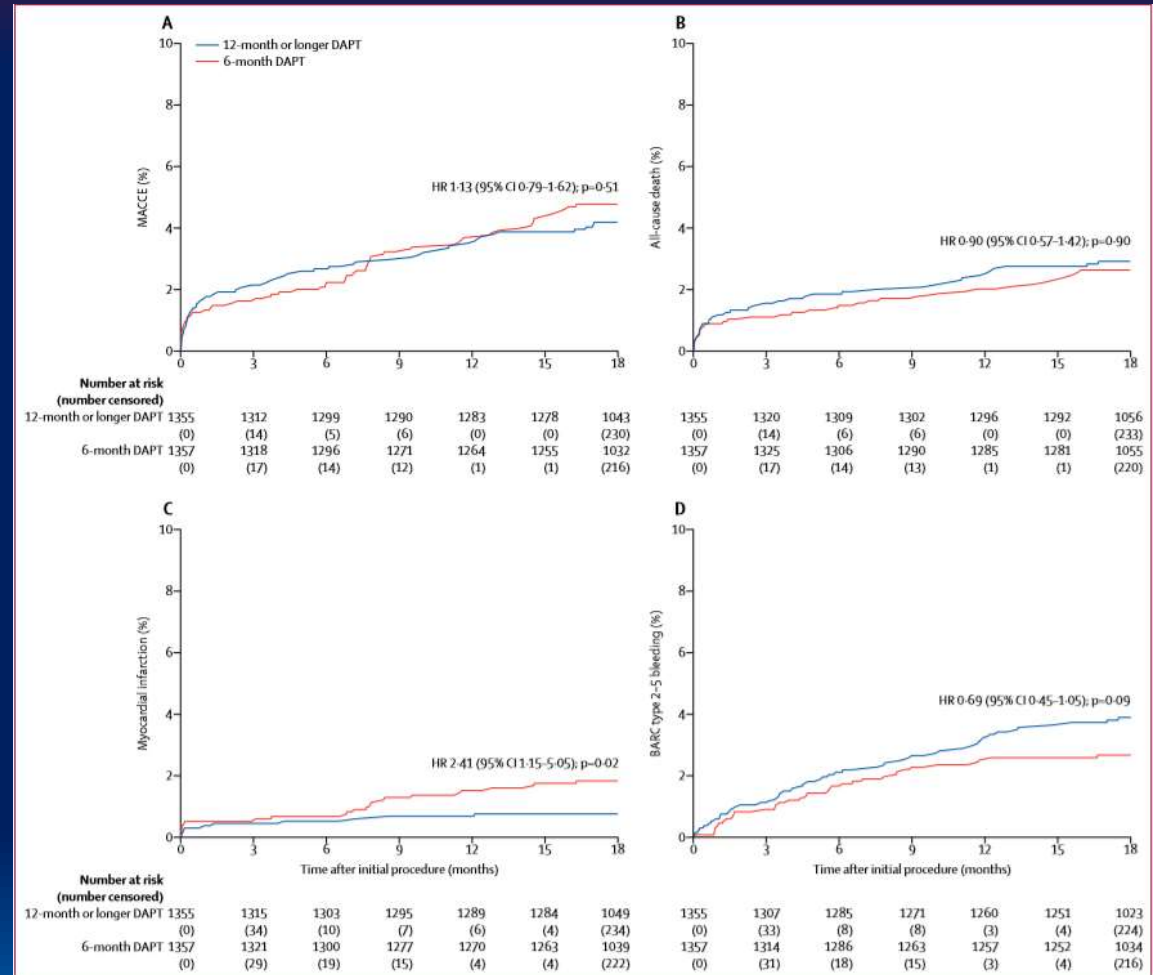 A
10
8
6
4
2
0
MACCE (%)
12-month or longer DAPT
6-month DAPT
HR 1·13 (95% CI 0·79–1·62); p=0·51
0 3 6 9 12 15 18
B
10
8
6
4
2
0
All-cause death (%)
HR 0·90 (95% CI 0·57–1·42); p=0·90
0 3 6 9 12 15 18
Number at risk
(number censored)
12-month or longer DAPT 1355 1312 1299 1290 1283 1278 1043
(0) (14) (5) (6) (0) (0) (230)
6-month DAPT 1357 1318 1296 1271 1264 1255 1032
(0) (17) (14) (12) (1) (1) (216)
1355 1320 1309 1302 1296 1292 1056
(0) (14) (6) (6) (0) (0) (233)
1357 1325 1306 1290 1285 1281 1055
(0) (17) (14) (13) (1) (1) (220)
C
10
8
6
4
2
0
Myocardial infarction (%)
HR 2·41 (95% CI 1·15–5·05); p=0·02
0 3 6 9 12 15 18
Time after initial procedure (months)
D
10
8
6
4
2
0
BARC type 2–5 bleeding (%)
HR 0·69 (95% CI 0·45–1·05); p=0·09
0 3 6 9 12 15 18
Time after initial procedure (months)
Number at risk
(number censored)
12-month or longer DAPT 1355 1315 1303 1295 1289 1284 1049
(0) (34) (10) (7) (6) (4) (234)
6-month DAPT 1357 1321 1300 1277 1270 1263 1039
(0) (29) (19) (15) (4) (4) (222)
1355 1307 1285 1271 1260 1251 1023
(0) (33) (8) (8) (3) (4) (224)
1357 1314 1286 1263 1257 1252 1034
(0) (31) (18) (15) (3) (4) (216)